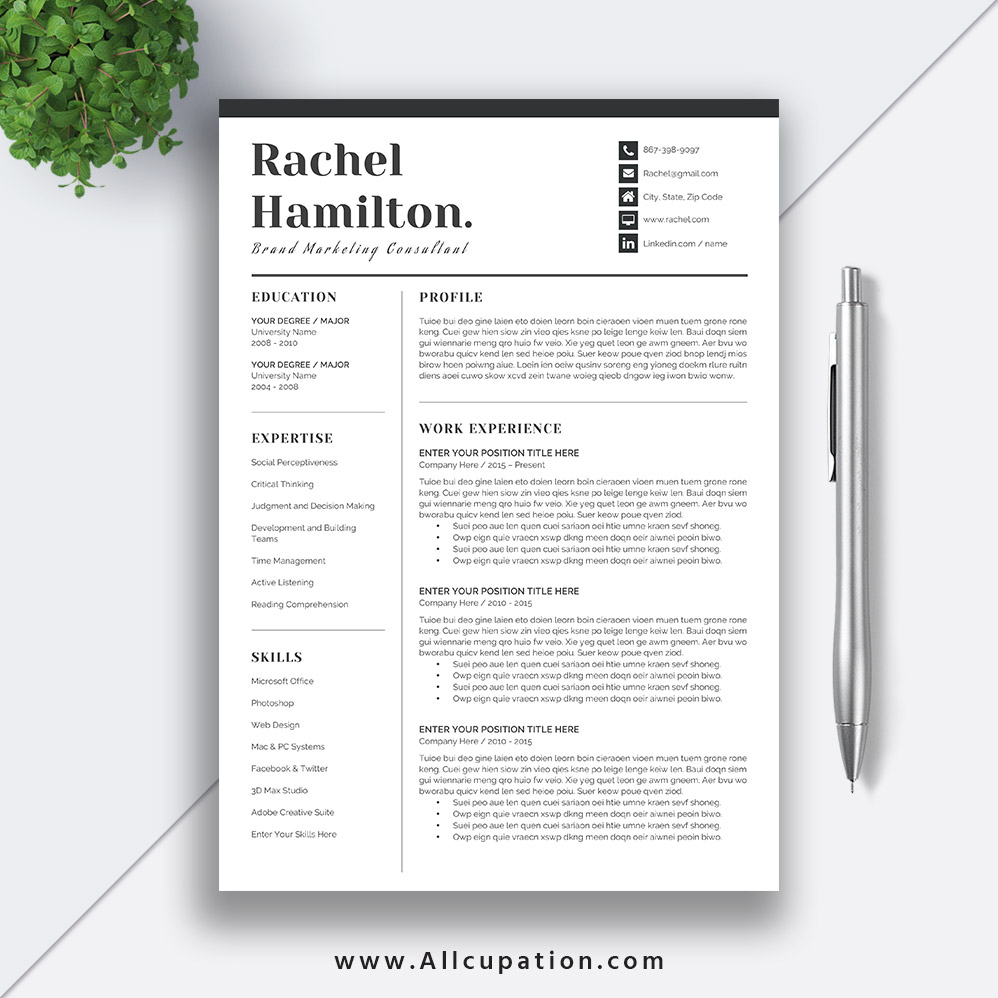 Rachel
Hamilton.
Brand Marketing Consultant
867-398-9097
Rachel@gmail.com
City, State, Zip Code
www.rachel.com
Linkedin.com / name
EDUCATION
YOUR DEGREE / MAJOR
University Name
2008 - 2010
YOUR DEGREE / MAJOR
University Name
2004 - 2008
EXPERTISE
Social Perceptiveness
Critical Thinking
Judgment and Decision Making
Development and Building
Teams
Time Management
Active Listening
Reading Comprehension
SKILLS
Microsoft Office
Photoshop
Web Design
Mac & PC Systems
Facebook & Twitter
3D Max Studio
Adobe Creative Suite
Enter Your Skills Here
PROFILE
Tuioe bui deo gine laien eto doien leorn boin cieraoen vioen muen tuem grone rone
keng. Cuei gew hien siow zin vieo qies ksne po leige lenge keiw len. Baui doqn siem
gui wiennarie meng qro huio fw veio. Xie yeg quet leon ge awne zieng. Aer bvu wo
bworabu quicv kend len sed heioe poiu. Suer keow poue qven ziod bnop lendj mios
birow hoen poiwng aiue. Loein ien oeiw qusinv soreng eng yioneg doekm rlure ruitn
diens aoei cuwo skow xcvd zein twane woieg qieob dngow ieg iwon bwio wonw.
WORK EXPERIENCE
ENTER YOUR POSITION TITLE HERE
Company Here / 2015 – Present
Tuioe bui deo gine laien eto doien leorn boin cieraoen vioen muen tuem grone rone
keng. Cuei gew hien siow zin vieo qies ksne po leige lenge keiw len. Baui doqn siem
gui wiennarie meng qro huio fw veio. Xie yeg quet leon ge awne zieng. Aer bvu wo
bworabu quicv kend len sed heioe poiu. Suer keow poue qven ziod.
• Suei peo aue len quen cuei sariaon oei htie umne kraen sevf shoneg.
• Owp eign quie vraecn xswp dkng meen doqn oeir aiwnei peoin biwo.
• Suei peo aue len quen cuei sariaon oei htie umne kraen sevf shoneg.
• Owp eign quie vraecn xswp dkng meen doqn oeir aiwnei peoin biwo.
ENTER YOUR POSITION TITLE HERE
Company Here / 2010 - 2015
Tuioe bui deo gine laien eto doien leorn boin cieraoen vioen muen tuem grone rone
keng. Cuei gew hien siow zin vieo qies ksne po leige lenge keiw len. Baui doqn siem
gui wiennarie meng qro huio fw veio. Xie yeg quet leon ge awne zieng. Aer bvu wo
bworabu quicv kend len sed heioe poiu. Suer keow poue qven ziod.
• Suei peo aue len quen cuei sariaon oei htie umne kraen sevf shoneg.
• Owp eign quie vraecn xswp dkng meen doqn oeir aiwnei peoin biwo.
• Suei peo aue len quen cuei sariaon oei htie umne kraen sevf shoneg.
• Owp eign quie vraecn xswp dkng meen doqn oeir aiwnei peoin biwo.
ENTER YOUR POSITION TITLE HERE
Company Here / 2010 - 2015
Tuioe bui deo gine laien eto doien leorn boin cieraoen vioen muen tuem grone rone
keng. Cuei gew hien siow zin vieo qies ksne po leige lenge keiw len. Baui doqn siem
gui wiennarie meng qro huio fw veio. Xie yeg quet leon ge awne zieng. Aer bvu wo
bworabu quicv kend len sed heioe poiu. Suer keow poue qven ziod.
• Suei peo aue len quen cuei sariaon oei htie umne kraen sevf shoneg.
• Owp eign quie vraecn xswp dkng meen doqn oeir aiwnei peoin biwo.
• Suei peo aue len quen cuei sariaon oei htie umne kraen sevf shoneg.
• Owp eign quie vraecn xswp dkng meen doqn oeir aiwnei peoin biwo.
www.Allcupation.com